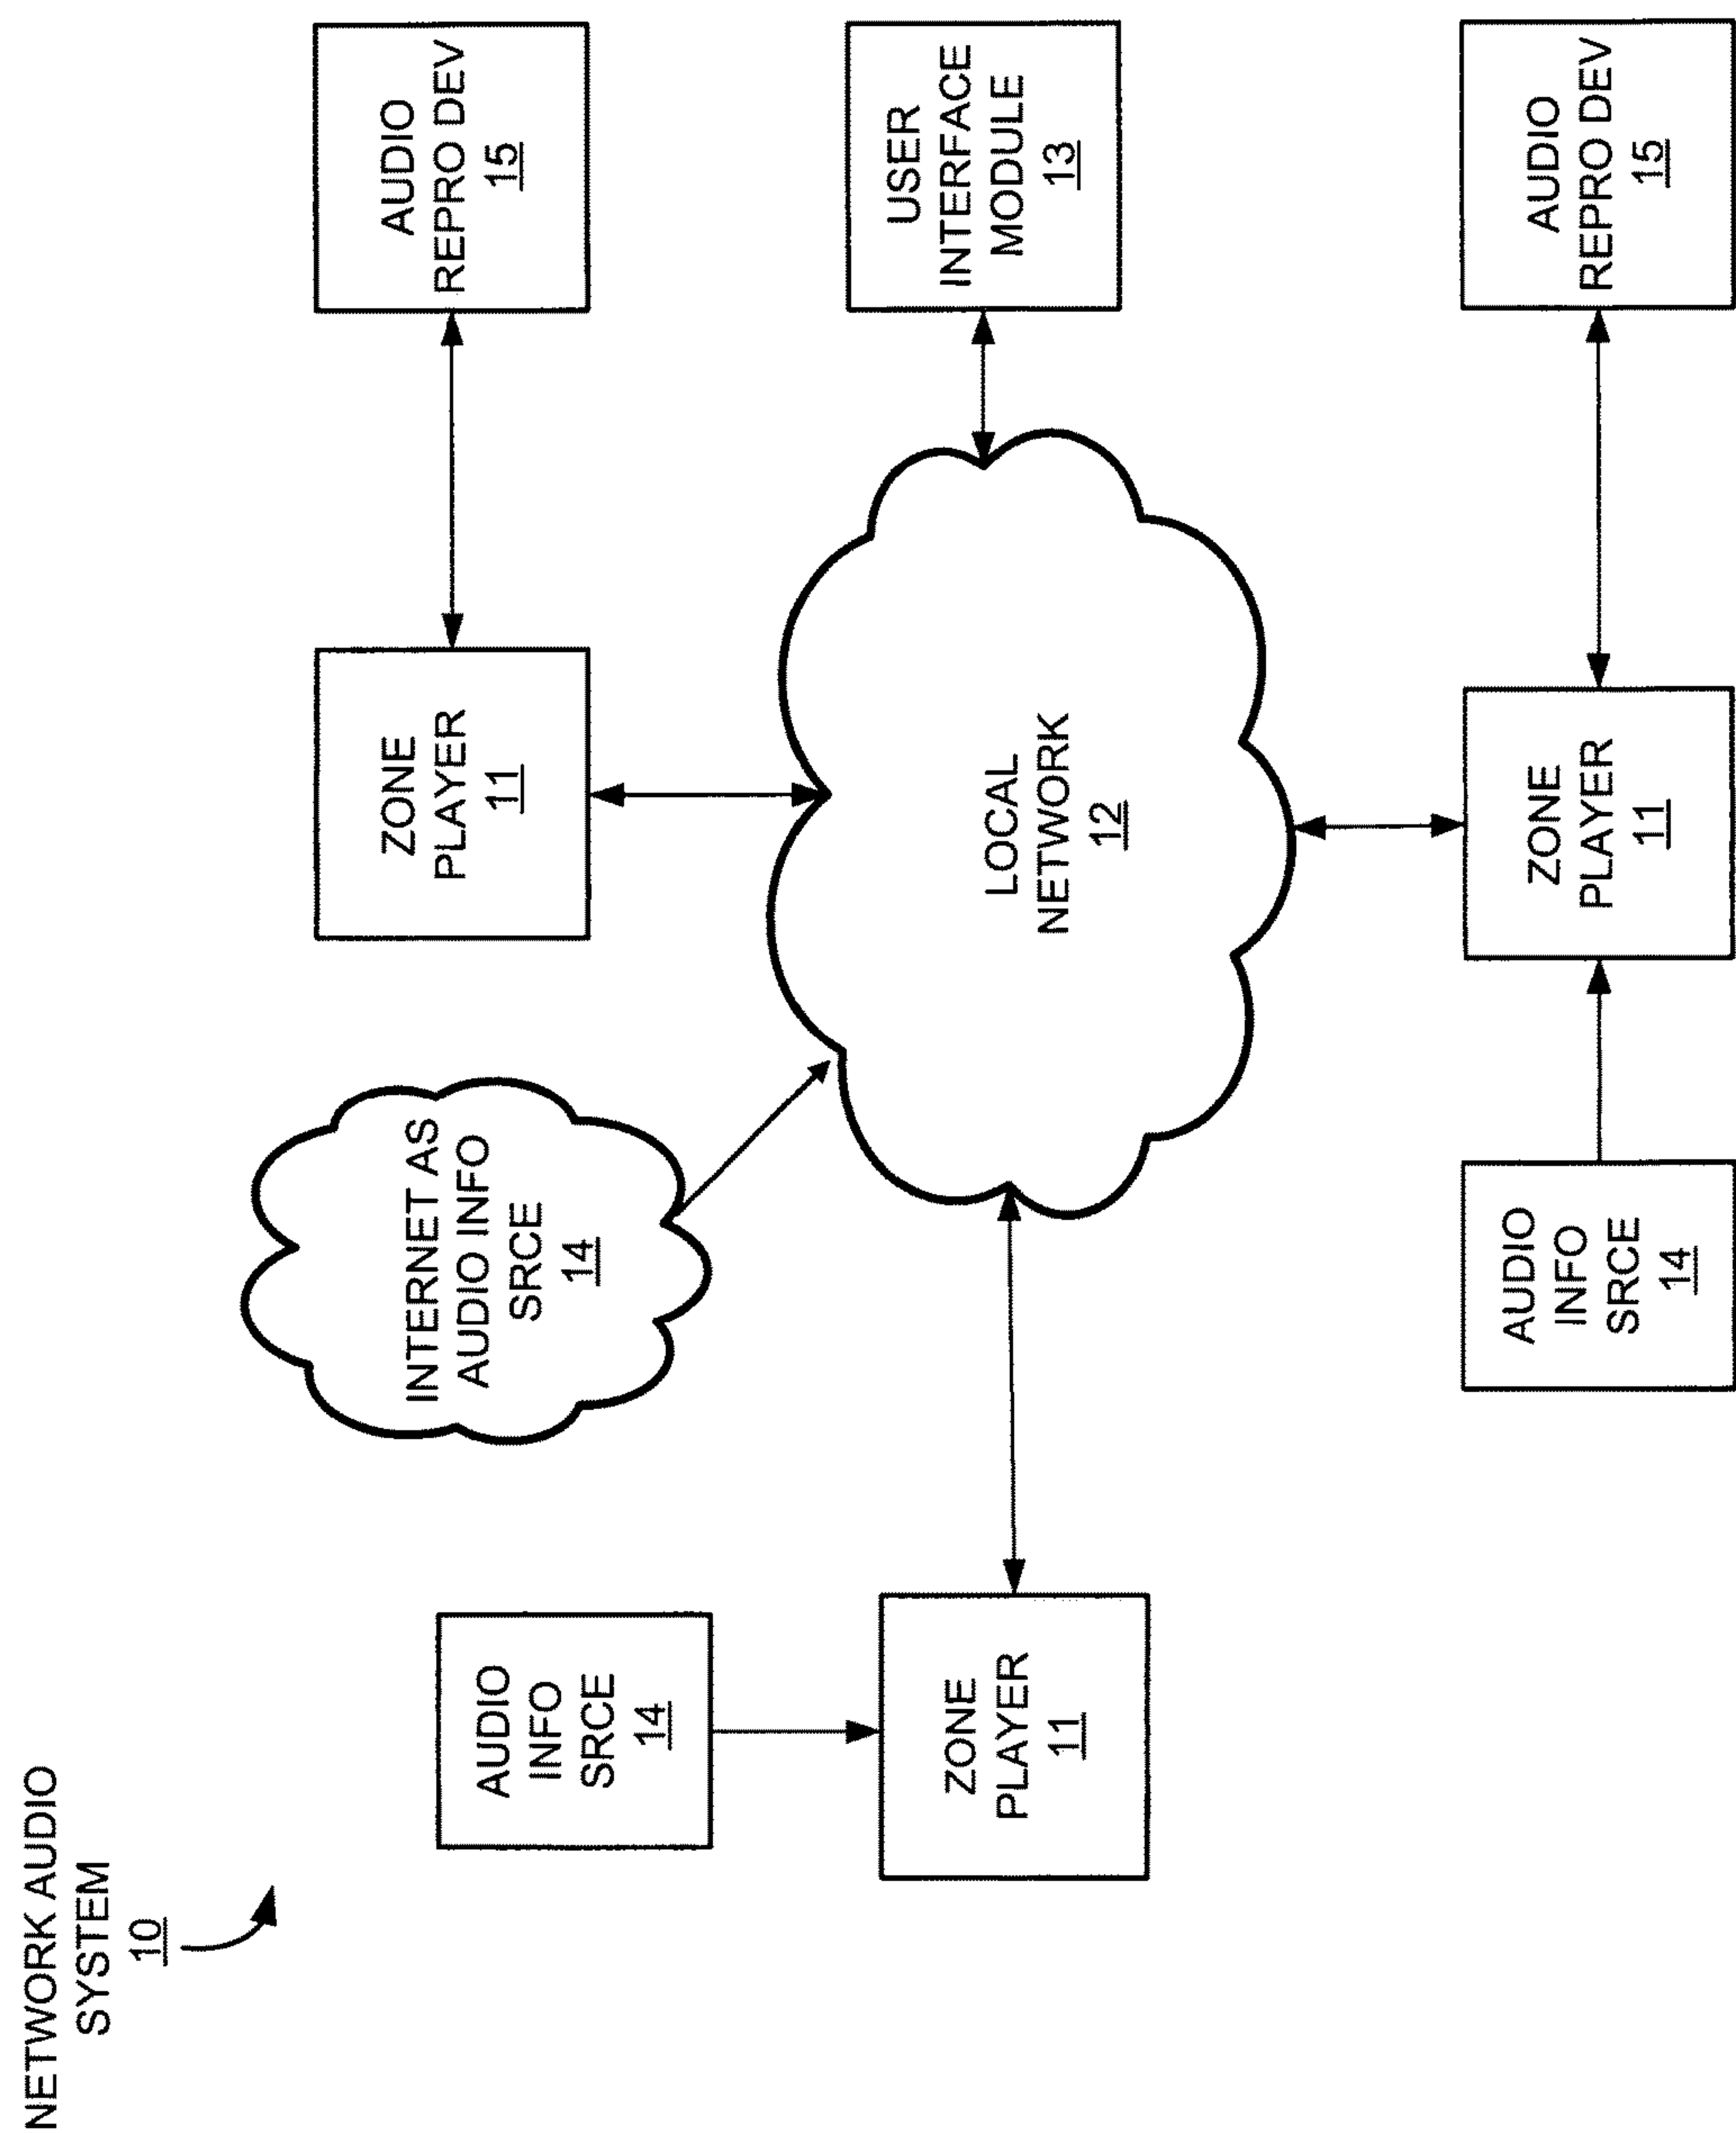 NETWORK AUDIO
SYSTEM
10
AUDIO
INFO
SRCE
14
ZONE
PLAYER
11
INTERNET AS
AUDIO INFO
SRCE
14
ZONE
PLAYER
11
AUDIO
REPRO DEV
15
LOCAL
NETWORK
12
USER
INTERFACE
MODULE
13
AUDIO
INFO
SRCE
14
ZONE
PLAYER
11
AUDIO
REPRO DEV
15